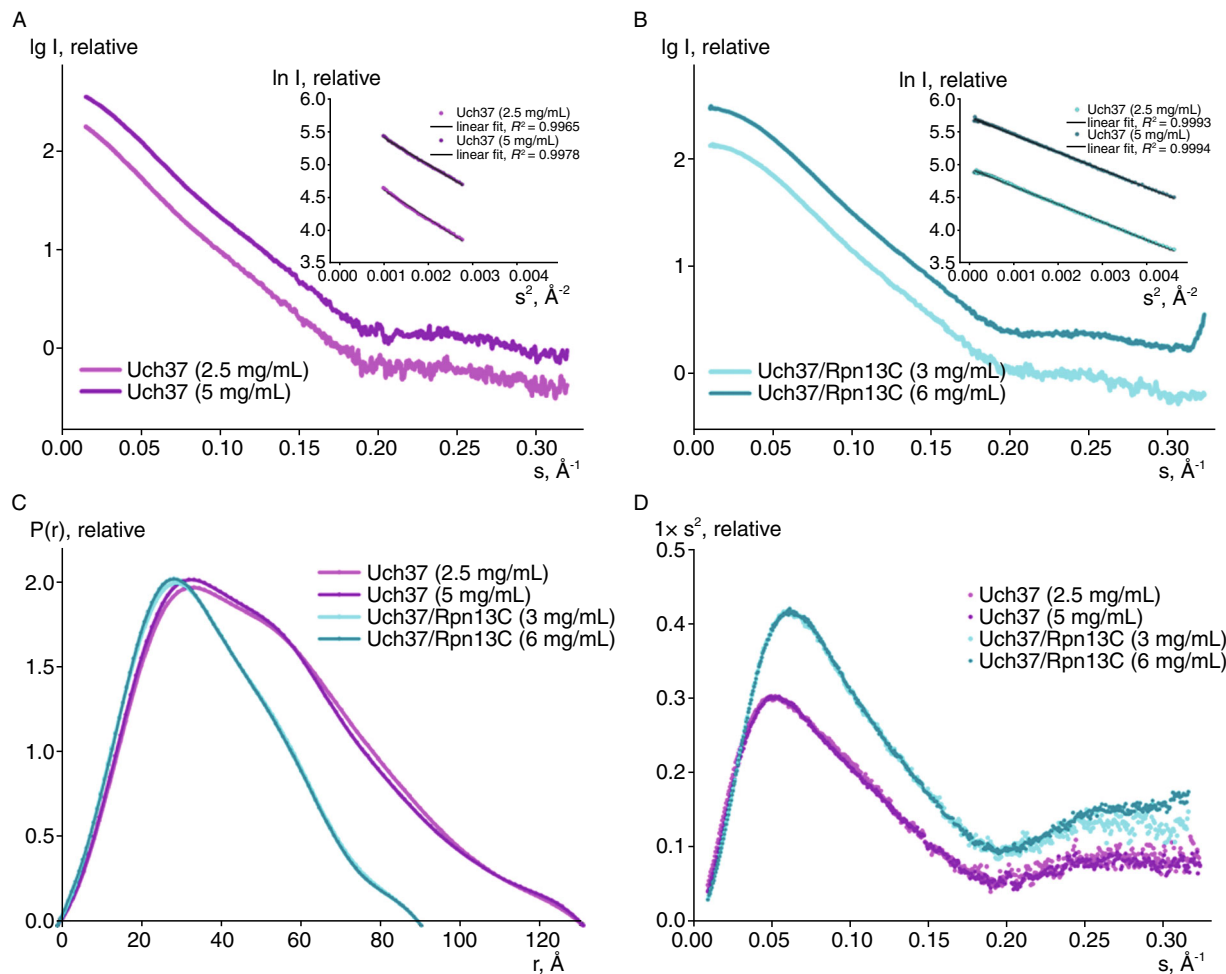 A
lg I, relative
2
1
0
0.00 0.05 0.10 0.15 0.20 0.25 0.30
s, Å⁻¹
Uch37 (2.5 mg/mL)
Uch37 (5 mg/mL)
ln I, relative
6.0
5.5
5.0
4.5
4.0
3.5
0.000 0.001 0.002 0.003 0.004
s², Å⁻²
Uch37 (2.5 mg/mL)
linear fit, R² = 0.9965
Uch37 (5 mg/mL)
linear fit, R² = 0.9978
B
lg I, relative
2
1
0
0.00 0.05 0.10 0.15 0.20 0.25 0.30
s, Å⁻¹
Uch37/Rpn13C (3 mg/mL)
Uch37/Rpn13C (6 mg/mL)
ln I, relative
6.0
5.5
5.0
4.5
4.0
3.5
0.000 0.001 0.002 0.003 0.004
s², Å⁻²
Uch37 (2.5 mg/mL)
linear fit, R² = 0.9993
Uch37 (5 mg/mL)
linear fit, R² = 0.9994
C
P(r), relative
2.0
1.5
1.0
0.5
0.0
0 20 40 60 80 100 120
r, Å
Uch37 (2.5 mg/mL)
Uch37 (5 mg/mL)
Uch37/Rpn13C (3 mg/mL)
Uch37/Rpn13C (6 mg/mL)
D
1× s², relative
0.5
0.4
0.3
0.2
0.1
0.0
0.00 0.05 0.10 0.15 0.20 0.25 0.30
s, Å⁻¹
Uch37 (2.5 mg/mL)
Uch37 (5 mg/mL)
Uch37/Rpn13C (3 mg/mL)
Uch37/Rpn13C (6 mg/mL)